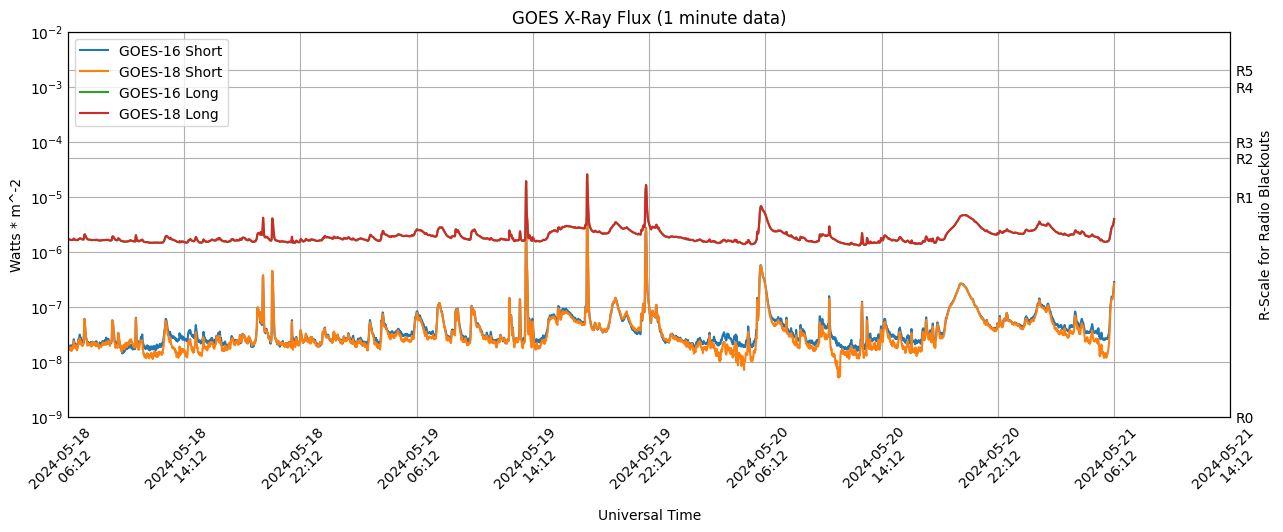 GOES X-Ray Flux (1 minute data)
GOES-16 Short
GOES-18 Short
GOES-16 Long
GOES-18 Long
Watts * m^-2
10^-2
10^-3
10^-4
10^-5
10^-6
10^-7
10^-8
10^-9
R5
R4
R3
R2
R1
R0
R-Scale for Radio Blackouts
2024-05-18
06:12
2024-05-18
14:12
2024-05-18
22:12
2024-05-19
06:12
2024-05-19
14:12
2024-05-19
22:12
2024-05-20
06:12
2024-05-20
14:12
2024-05-20
22:12
2024-05-21
06:12
2024-05-21
14:12
Universal Time